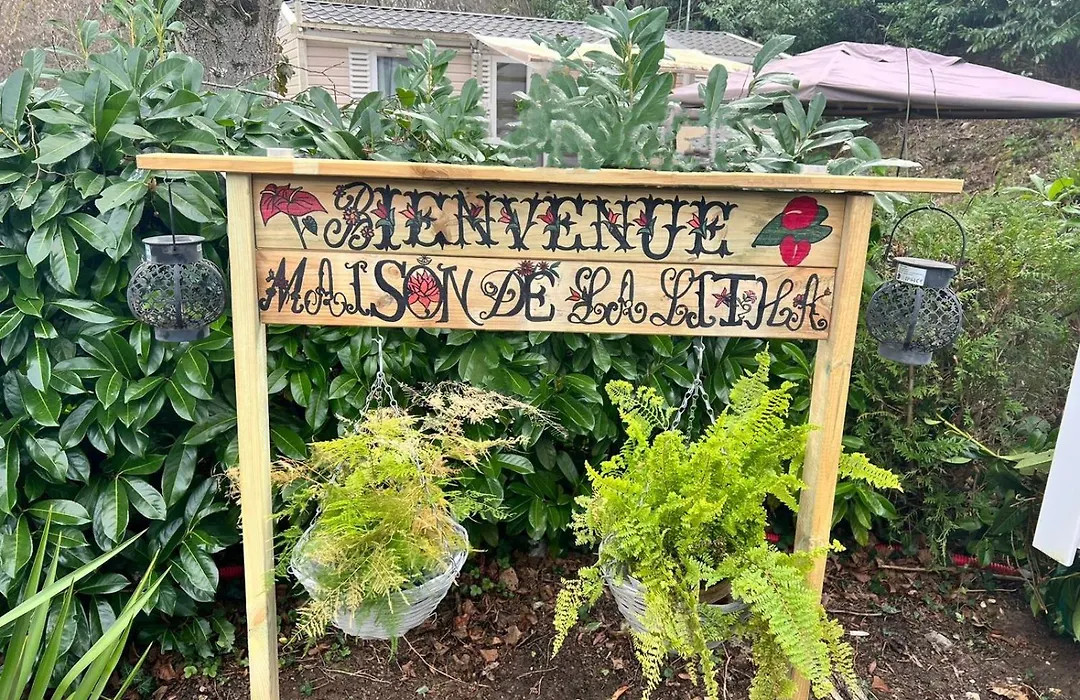 BIENVENUE
MAISON DE LA LITHA